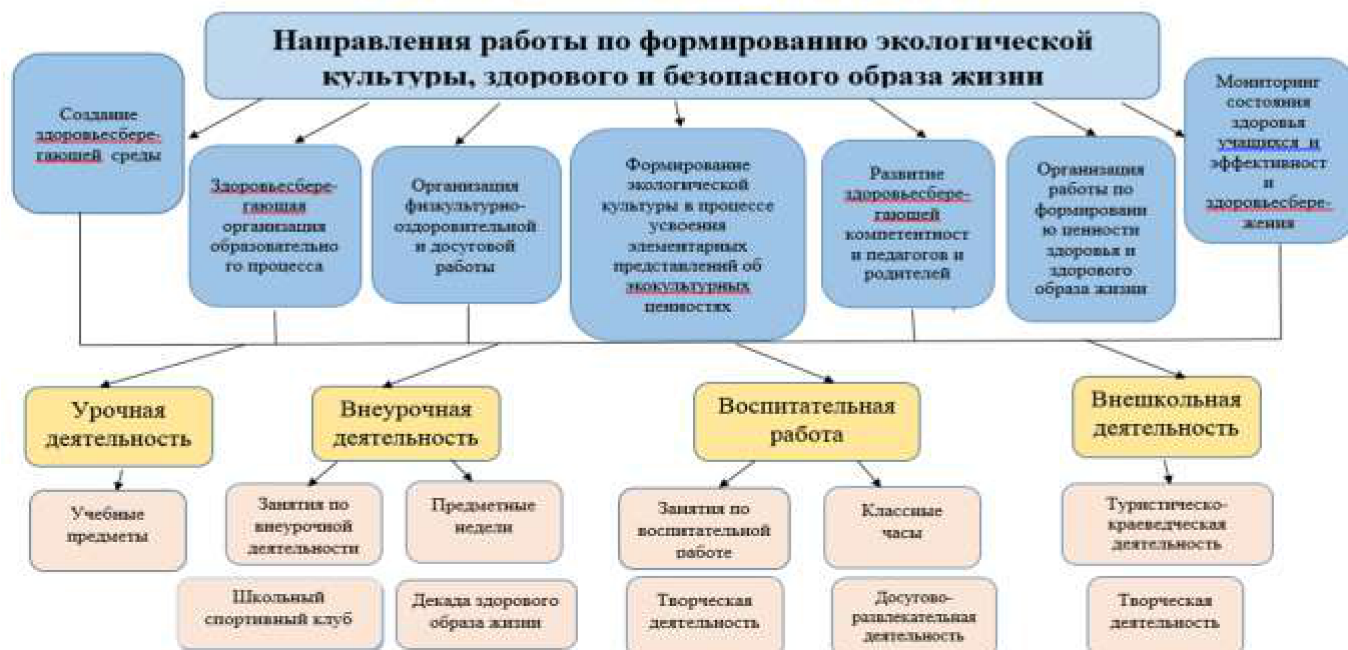 Направления работы по формированию экологической
культуры, здорового и безопасного образа жизни
Создание
здоровьесбере-
гающей среды
Здоровьесбере-
гающая
организация
образовательно
го процесса
Организация
физкультурно-
оздоровительной
и досуговой
работы
Формирование
экологической
культуры в процессе
усвоения
элементарных
представлений об
экокультурных
ценностях
Развитие
здоровьесбере-
гающей
компетентност
и педагогов и
родителей
Организация
работы по
формировани
ю ценности
здоровья и
здорового
образа жизни
Мониторинг
состояния
здоровья
учащихся и
эффективност
и
здоровьесбере-
жения
Урочная
деятельность
Внеурочная
деятельность
Воспитательная
работа
Внешкольная
деятельность
Учебные
предметы
Занятия по
внеурочной
деятельности
Предметные
недели
Занятия по
воспитательной
работе
Классные
часы
Туристическо-
краеведческая
деятельность
Школьный
спортивный клуб
Декада здорового
образа жизни
Творческая
деятельность
Досугово-
развлекательная
деятельность
Творческая
деятельность